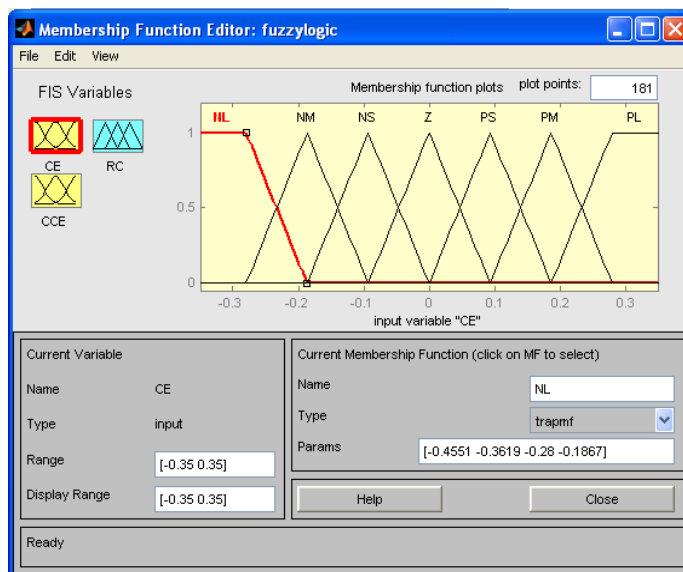 Membership Function Editor: fuzzylogic
File Edit View
FIS Variables
CE
RC
CCE
Membership function plots plot points: 181
NL NM NS Z PS PM PL
1
0.5
0
-0.3 -0.2 -0.1 0 0.1 0.2 0.3
input variable "CE"
Current Variable
Name CE
Type input
Range [-0.35 0.35]
Display Range [-0.35 0.35]
Current Membership Function (click on MF to select)
Name NL
Type trapmf
Params [-0.4551 -0.3619 -0.28 -0.1867]
Help Close
Ready